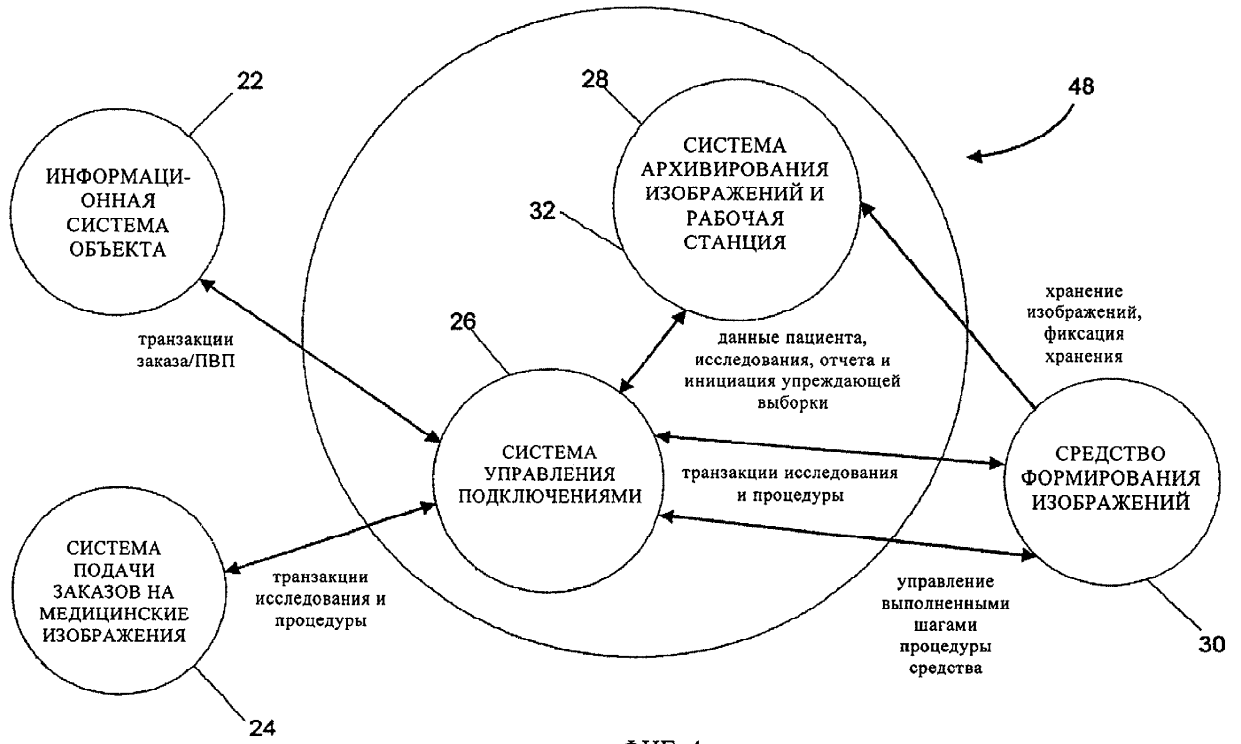 22
ИНФОРМАЦИ-
ОННАЯ
СИСТЕМА
ОБЪЕКТА
28
СИСТЕМА
АРХИВИРОВАНИЯ
ИЗОБРАЖЕНИЙ И
РАБОЧАЯ
СТАНЦИЯ
32
48
транзакции
заказа/ПВП
26
данные пациента,
исследования, отчета и
инициация упреждающей
выборки
хранение
изображений,
фиксация
хранения
СИСТЕМА
УПРАВЛЕНИЯ
ПОДКЛЮЧЕНИЯМИ
транзакции исследования
и процедуры
СРЕДСТВО
ФОРМИРОВАНИЯ
ИЗОБРАЖЕНИЙ
СИСТЕМА
ПОДАЧИ
ЗАКАЗОВ НА
МЕДИЦИНСКИЕ
ИЗОБРАЖЕНИЯ
транзакции
исследования и
процедуры
управление
выполненными
шагами
процедуры
средства
30
24